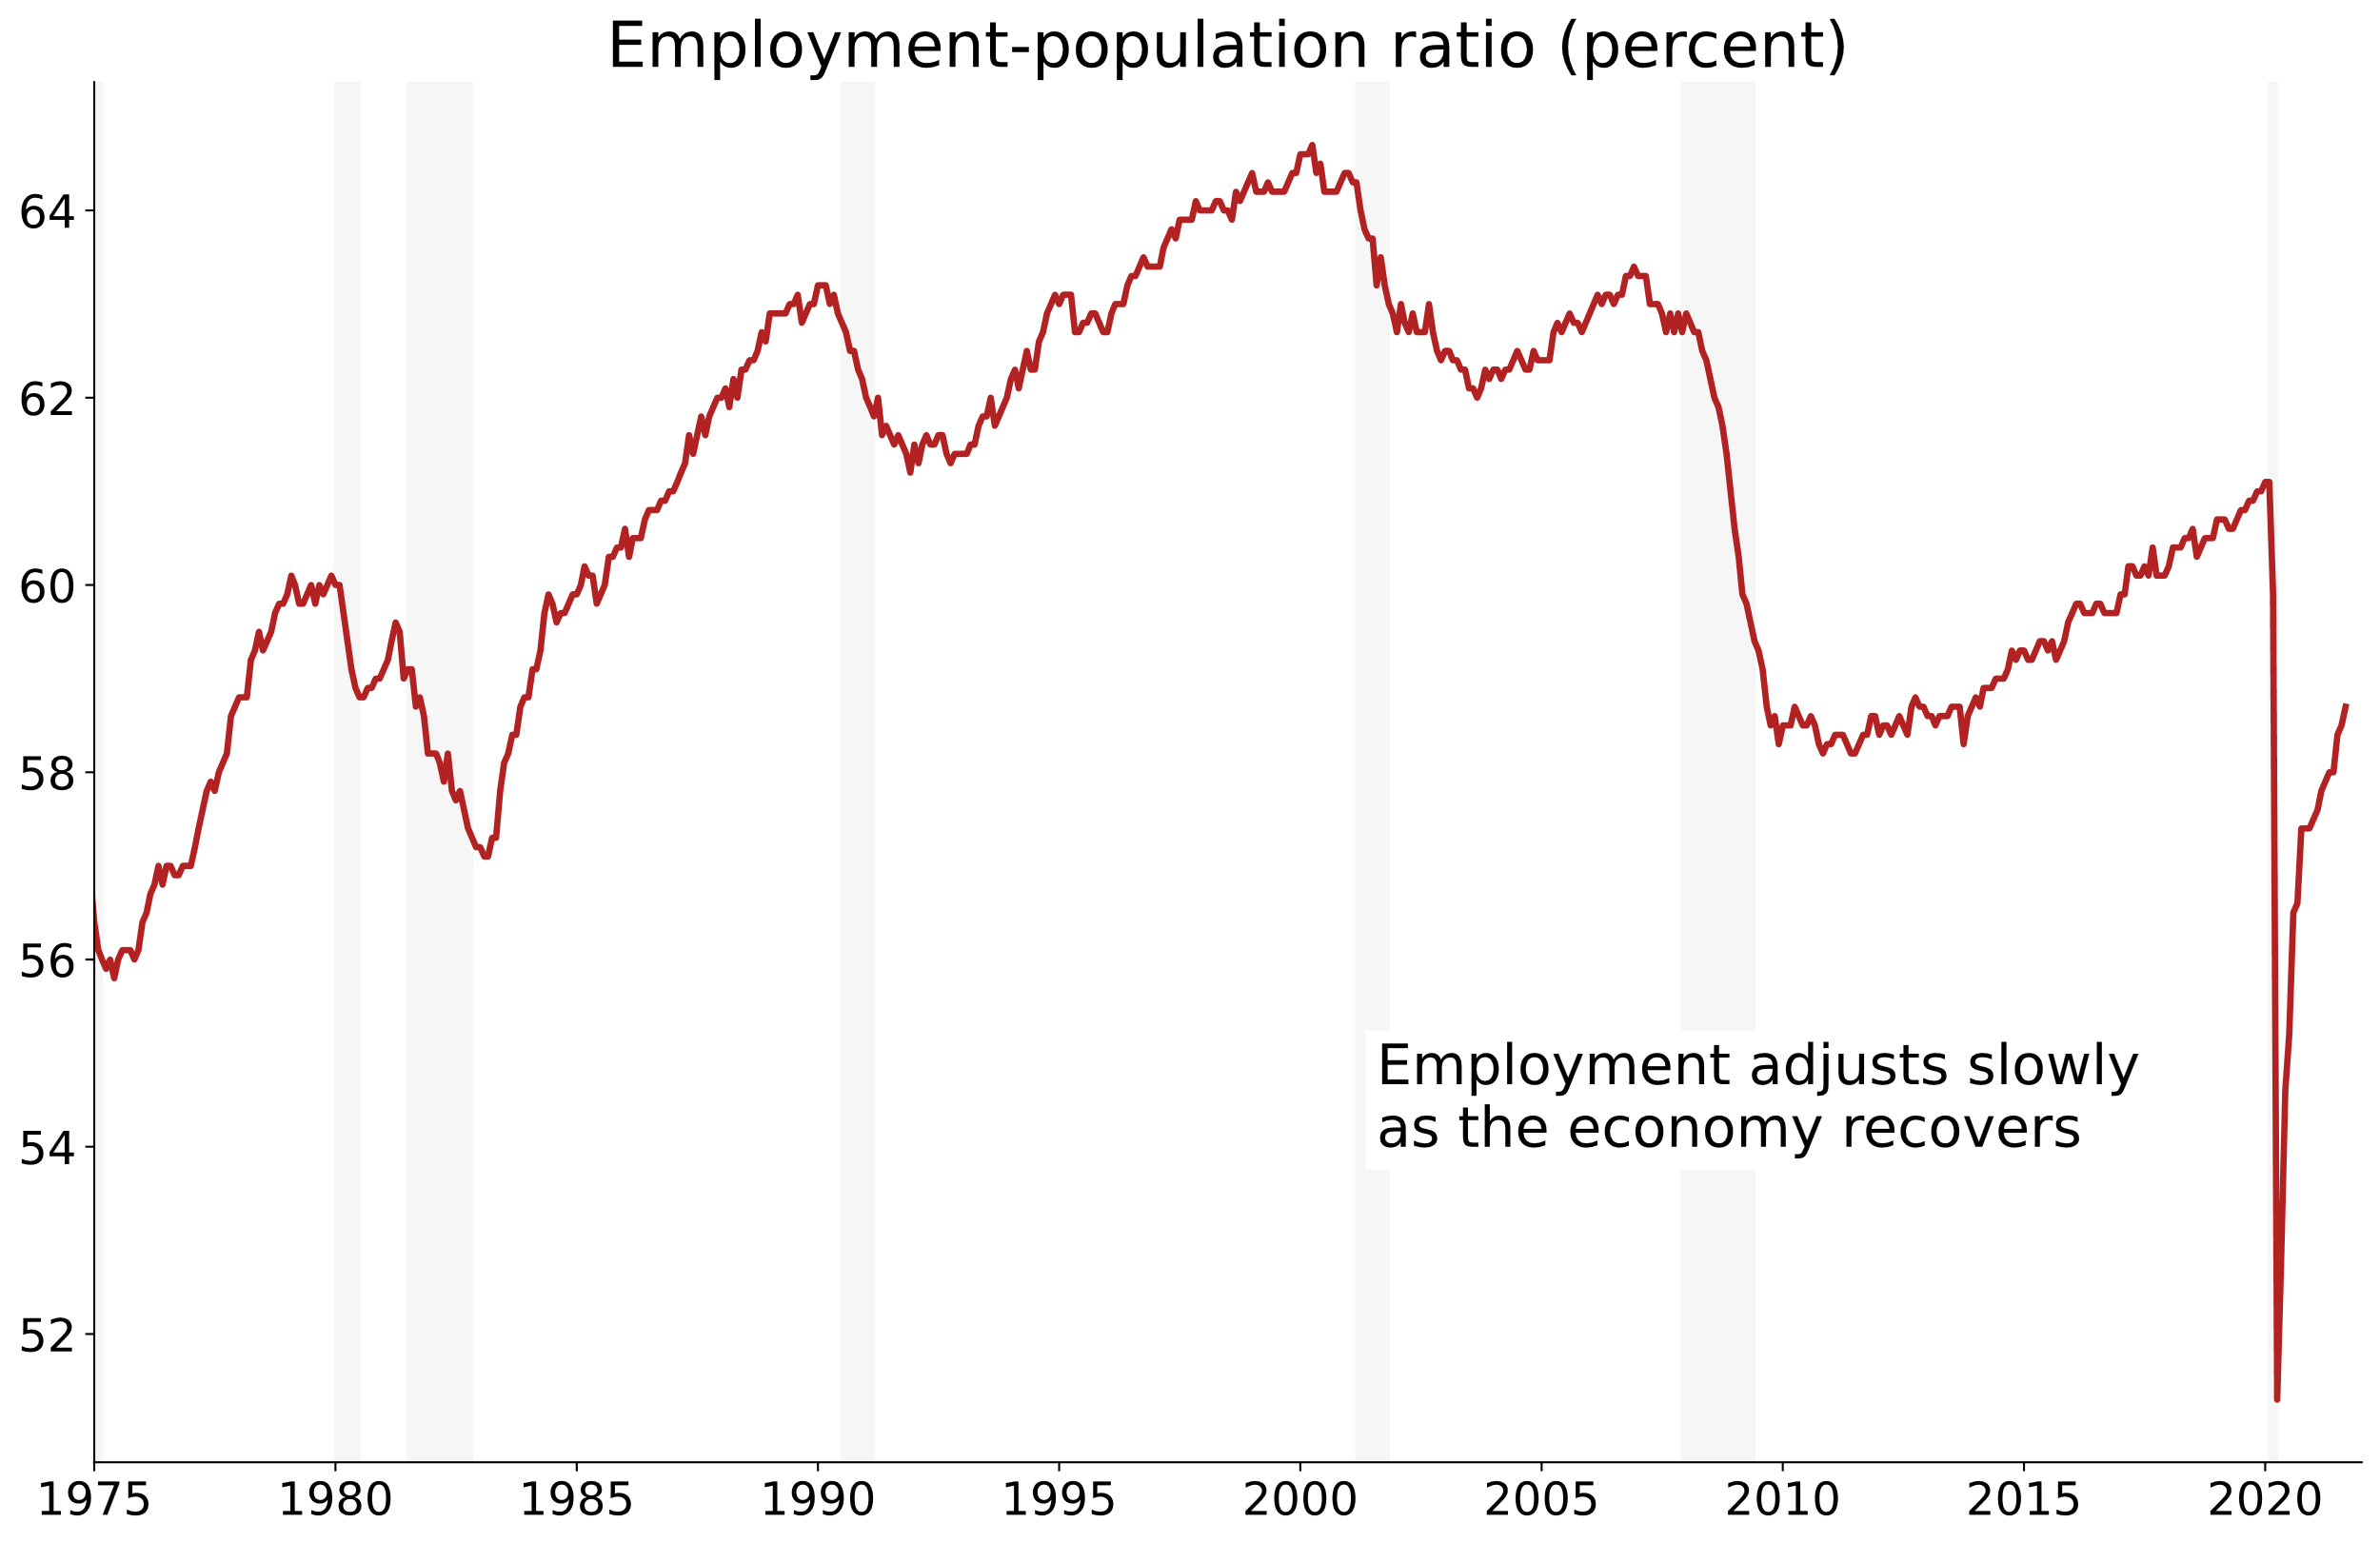 Employment-population ratio (percent)
64
62
60
58
56
54
52
Employment adjusts slowly
as the economy recovers
1975 1980 1985 1990 1995 2000 2005 2010 2015 2020